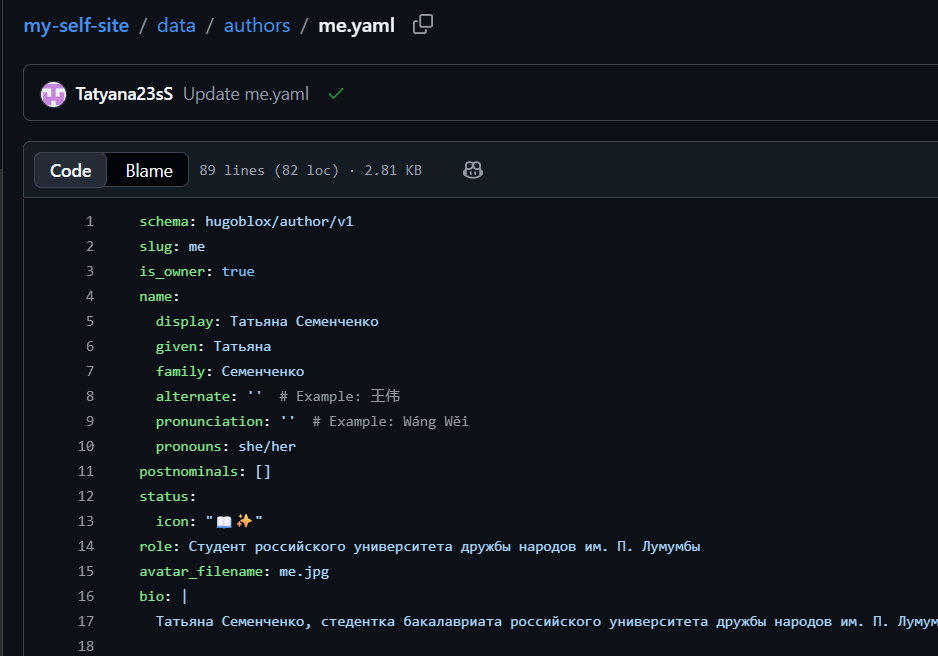 my-self-site / data / authors / me.yaml
Tatyana23sS Update me.yaml
Code Blame 89 lines (82 loc) · 2.81 KB
1 schema: hugoblox/author/v1
2 slug: me
3 is_owner: true
4 name:
5 display: Татьяна Семенченко
6 given: Татьяна
7 family: Семенченко
8 alternate: '' # Example: 王伟
9 pronunciation: '' # Example: Wáng Wěi
10 pronouns: she/her
11 postnominals: []
12 status:
13 icon: "📖✨"
14 role: Студент российского университета дружбы народов им. П. Лумумбы
15 avatar_filename: me.jpg
16 bio: |
17 Татьяна Семенченко, стедентка бакалавриата российского университета дружбы народов им. П. Лумум
18